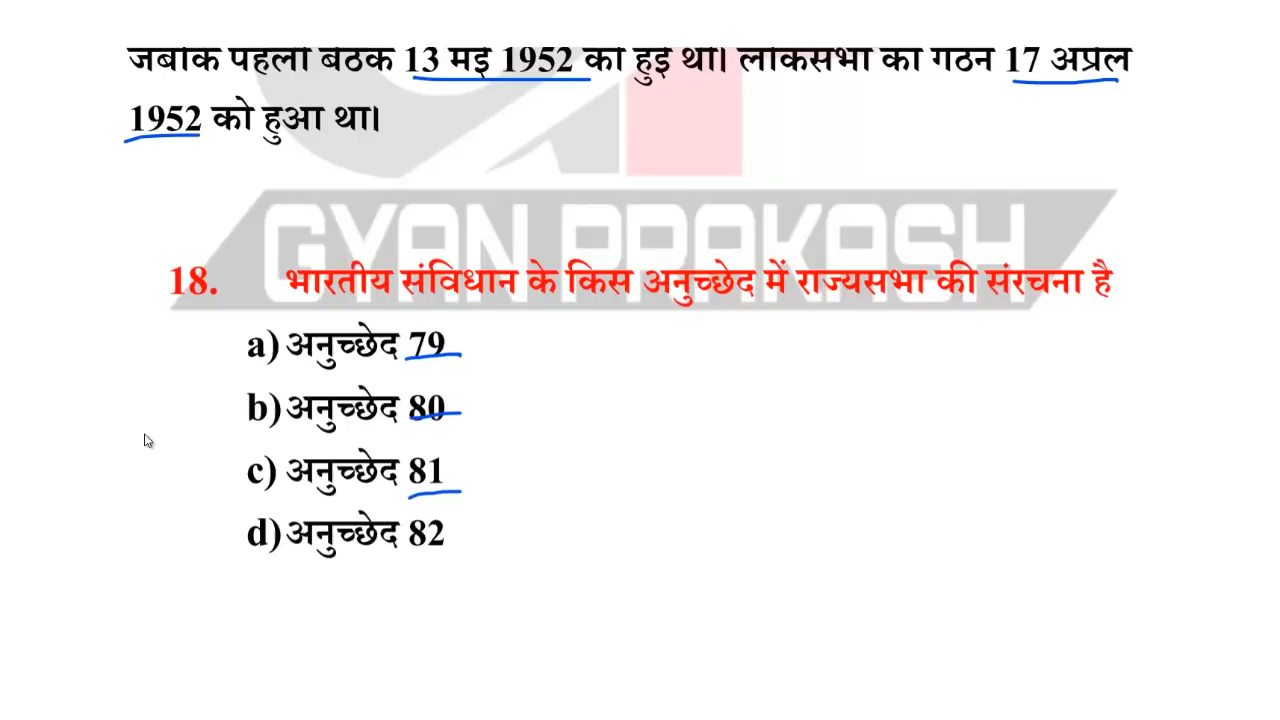 जबकि पहली बैठक 13 मई 1952 को हुई थी। लोकसभा का गठन 17 अप्रैल
1952 को हुआ था।
GYAN PRAKASH
18. भारतीय संविधान के किस अनुच्छेद में राज्यसभा की संरचना है
a) अनुच्छेद 79
b) अनुच्छेद 80
c) अनुच्छेद 81
d) अनुच्छेद 82